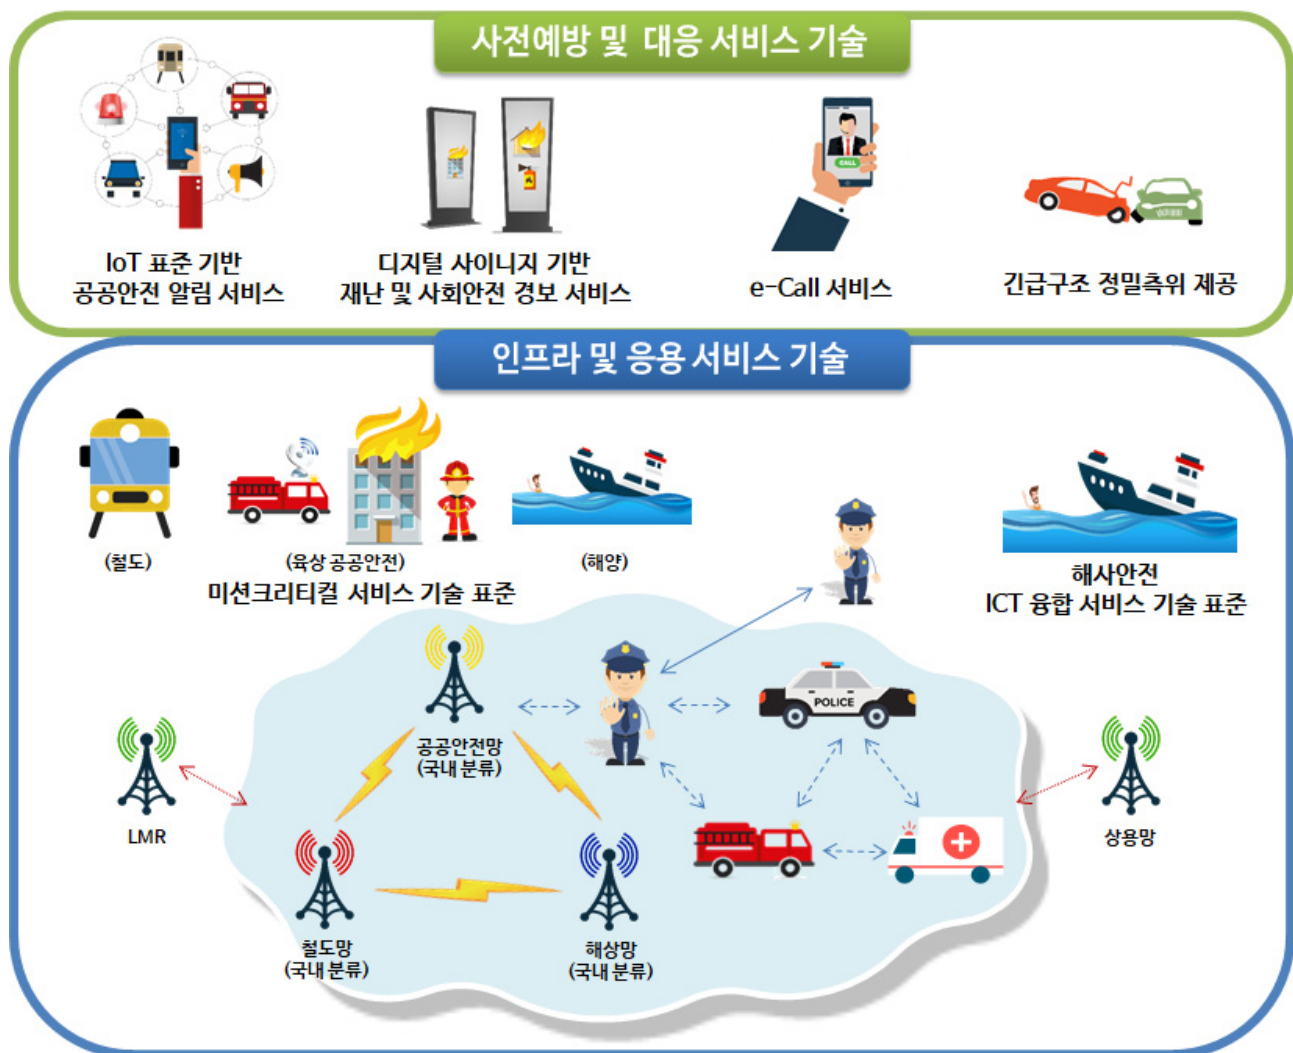 사전예방 및 대응 서비스 기술
IoT 표준 기반
공공안전 알림 서비스
디지털 사이니지 기반
재난 및 사회안전 경보 서비스
CALL
e-Call 서비스
긴급구조 정밀측위 제공
인프라 및 응용 서비스 기술
(철도)
(육상 공공안전)
(해양)
미션크리티컬 서비스 기술 표준
해사안전
ICT 융합 서비스 기술 표준
공공안전망
(국내 분류)
POLICE
LMR
상용망
철도망
(국내 분류)
해상망
(국내 분류)